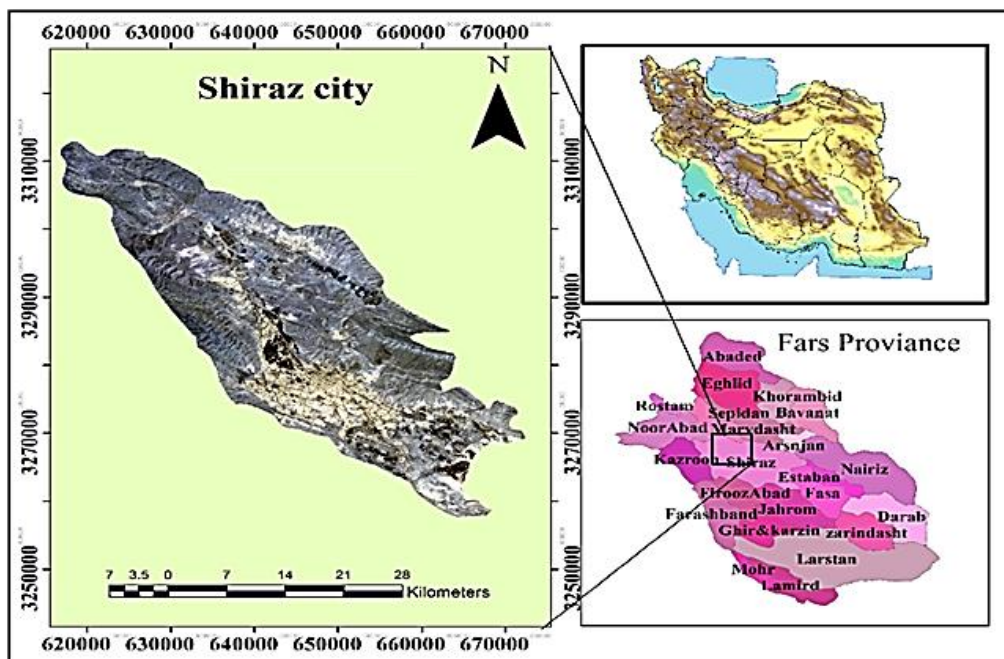 620000 630000 640000 650000 660000 670000
Shiraz city
N
3310000
3310000
3290000
3290000
3270000
3270000
3250000
3250000
7 3.5 0 7 14 21 28
Kilometers
620000 630000 640000 650000 660000 670000
Fars Proviance
Abaded
Eghlid
Khorambid
Rostam
Sepidan Bavanat
NoorAbad Marvdasht
Arsnjan
Kazroon Shiraz
Nairiz
Estaban
FiroozAbad Fasa
Jahrom
Farashband
Darab
Ghir&karzin zarindasht
Larstan
Mohr
Lamird